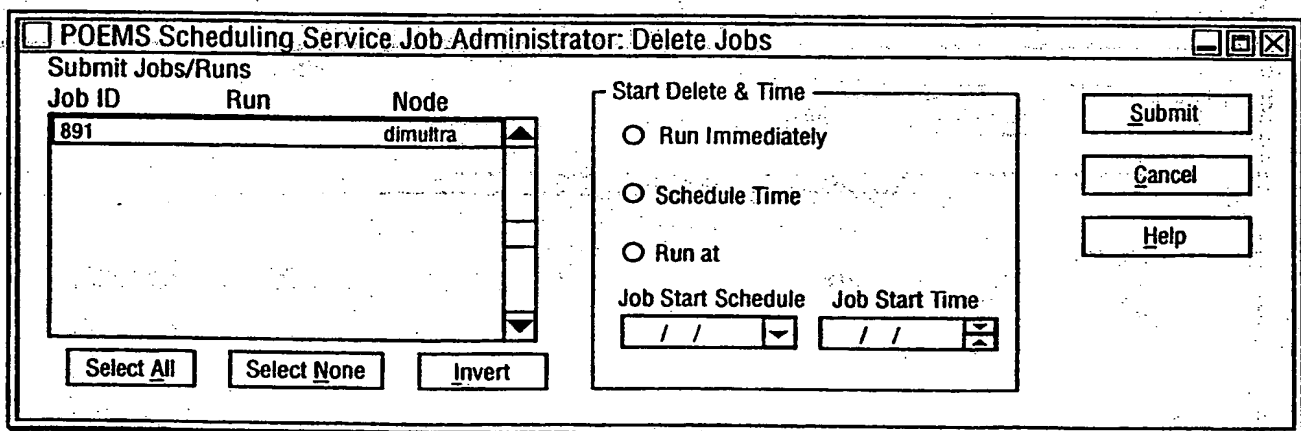 POEMS Scheduling Service Job Administrator: Delete Jobs
Submit Jobs/Runs
Job ID Run Node
891 dimultra
Select All Select None Invert
Start Delete & Time
Run Immediately
Schedule Time
Run at
Job Start Schedule Job Start Time
/ / / /
Submit
Cancel
Help